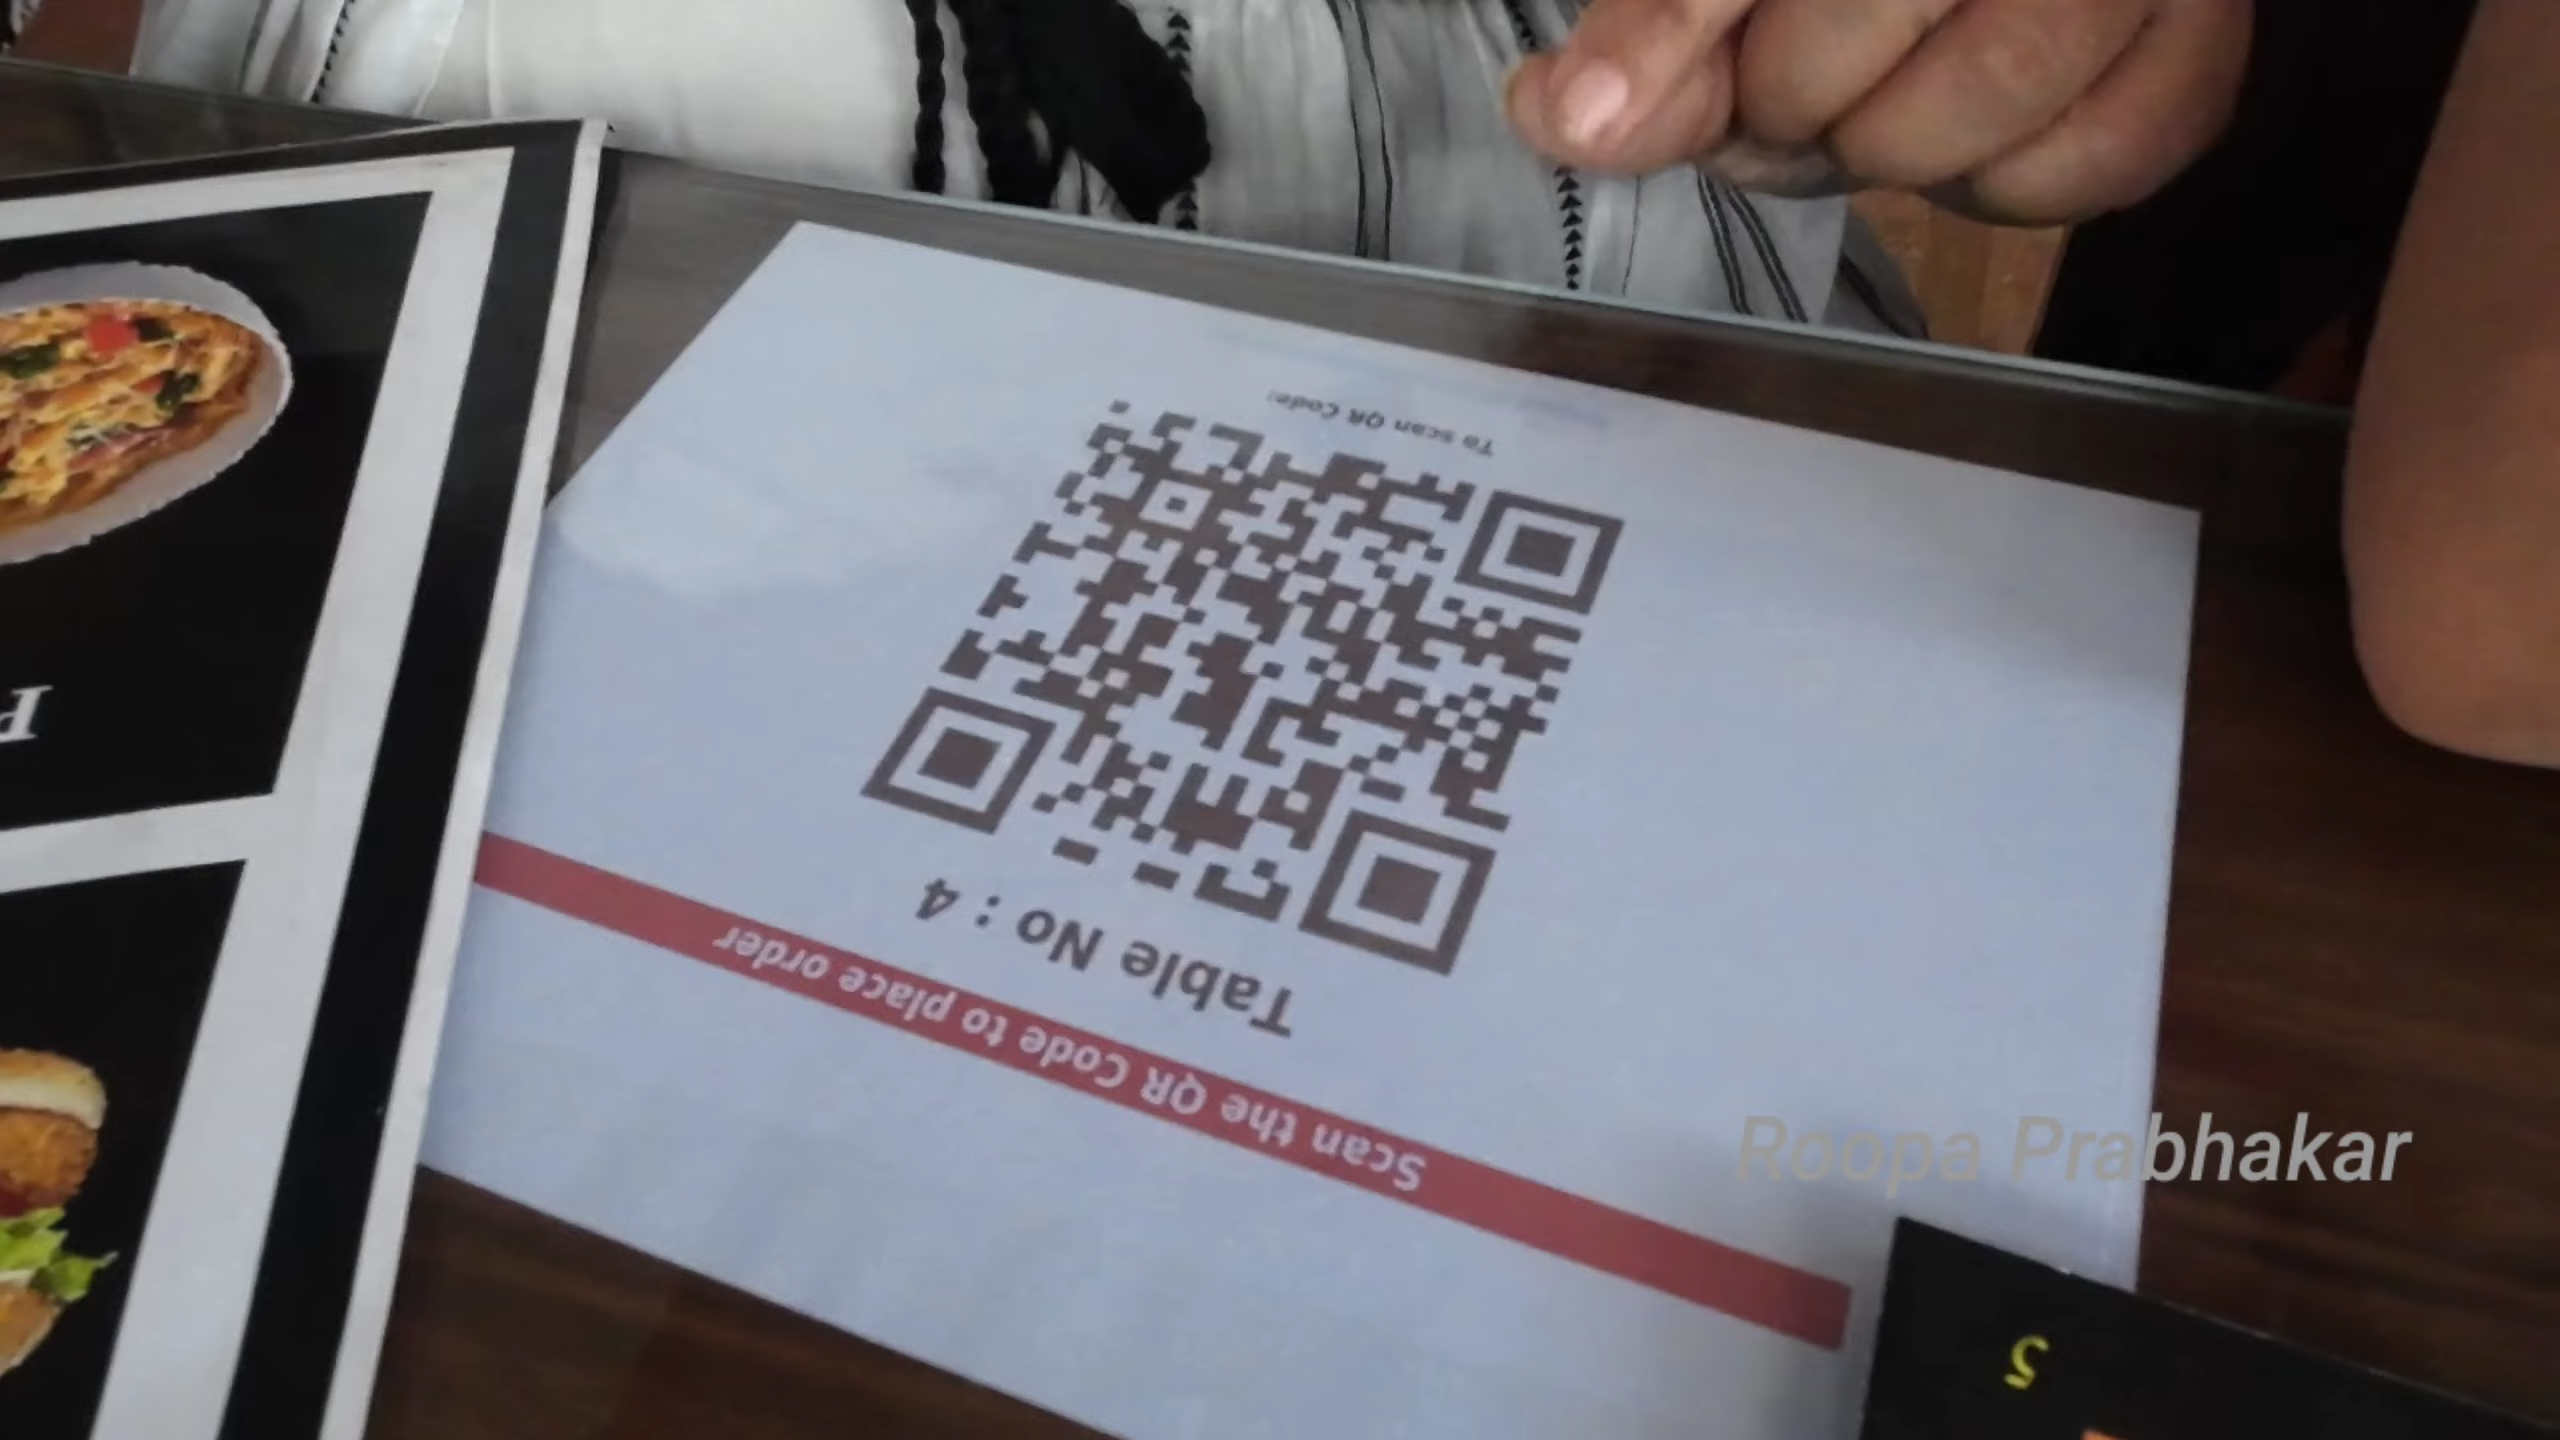 Scan the QR Code to place order
Table No : 4
To scan QR Code:
P
5
Roopa Prabhakar